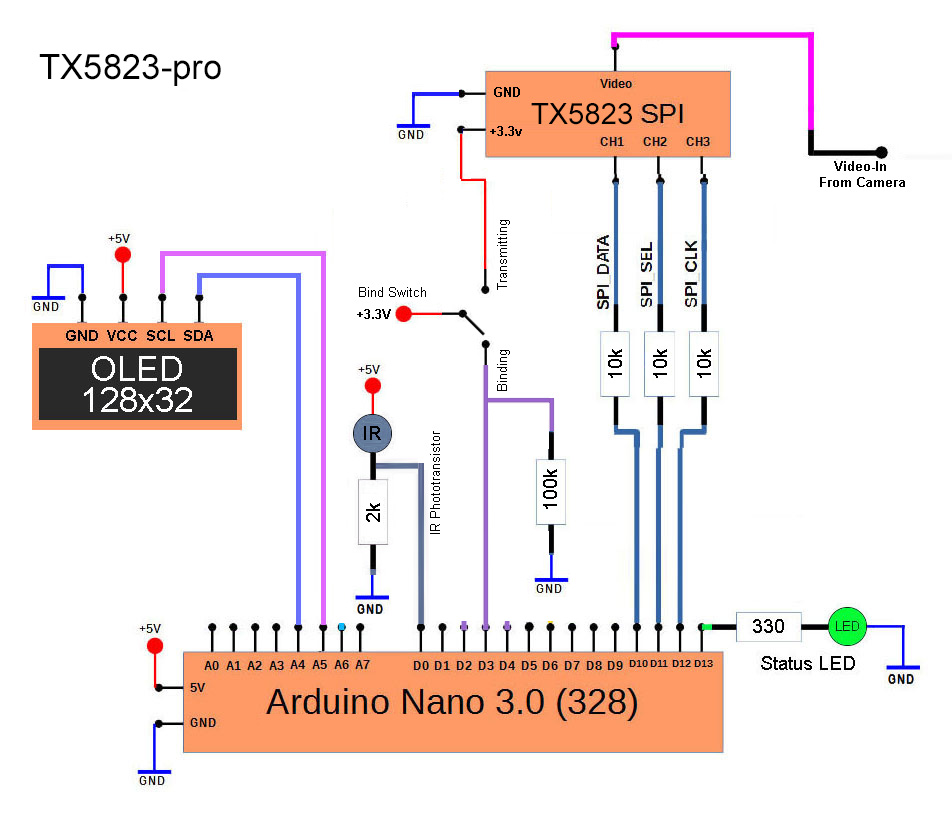 TX5823-pro
Video
GND
TX5823 SPI
+3.3v
CH1 CH2 CH3
GND
Video-In
From Camera
SPI_DATA
SPI_SEL
SPI_CLK
Transmitting
Bind Switch
+3.3V
Binding
+5V
GND
GND VCC SCL SDA
OLED
128x32
+5V
IR
IR Phototransistor
2k
GND
100k
GND
10k
10k
10k
+5V
A0 A1 A2 A3 A4 A5 A6 A7 D0 D1 D2 D3 D4 D5 D6 D7 D8 D9 D10 D11 D12 D13
330
LED
Status LED
GND
5V
Arduino Nano 3.0 (328)
GND
GND